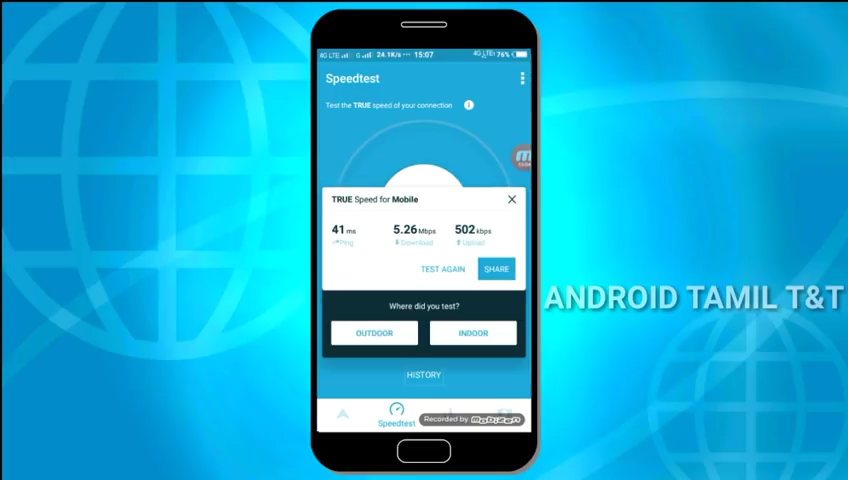 4G LTE G 24.1K/s ··· 15:07 4G LTE 76%
Speedtest
Test the TRUE speed of your connection i
TRUE Speed for Mobile
41 ms 5.26 Mbps 502 kbps
Ping Download Upload
TEST AGAIN SHARE
Where did you test?
OUTDOOR INDOOR
HISTORY
Speedtest
Recorded by mobizen
ANDROID TAMIL T&T